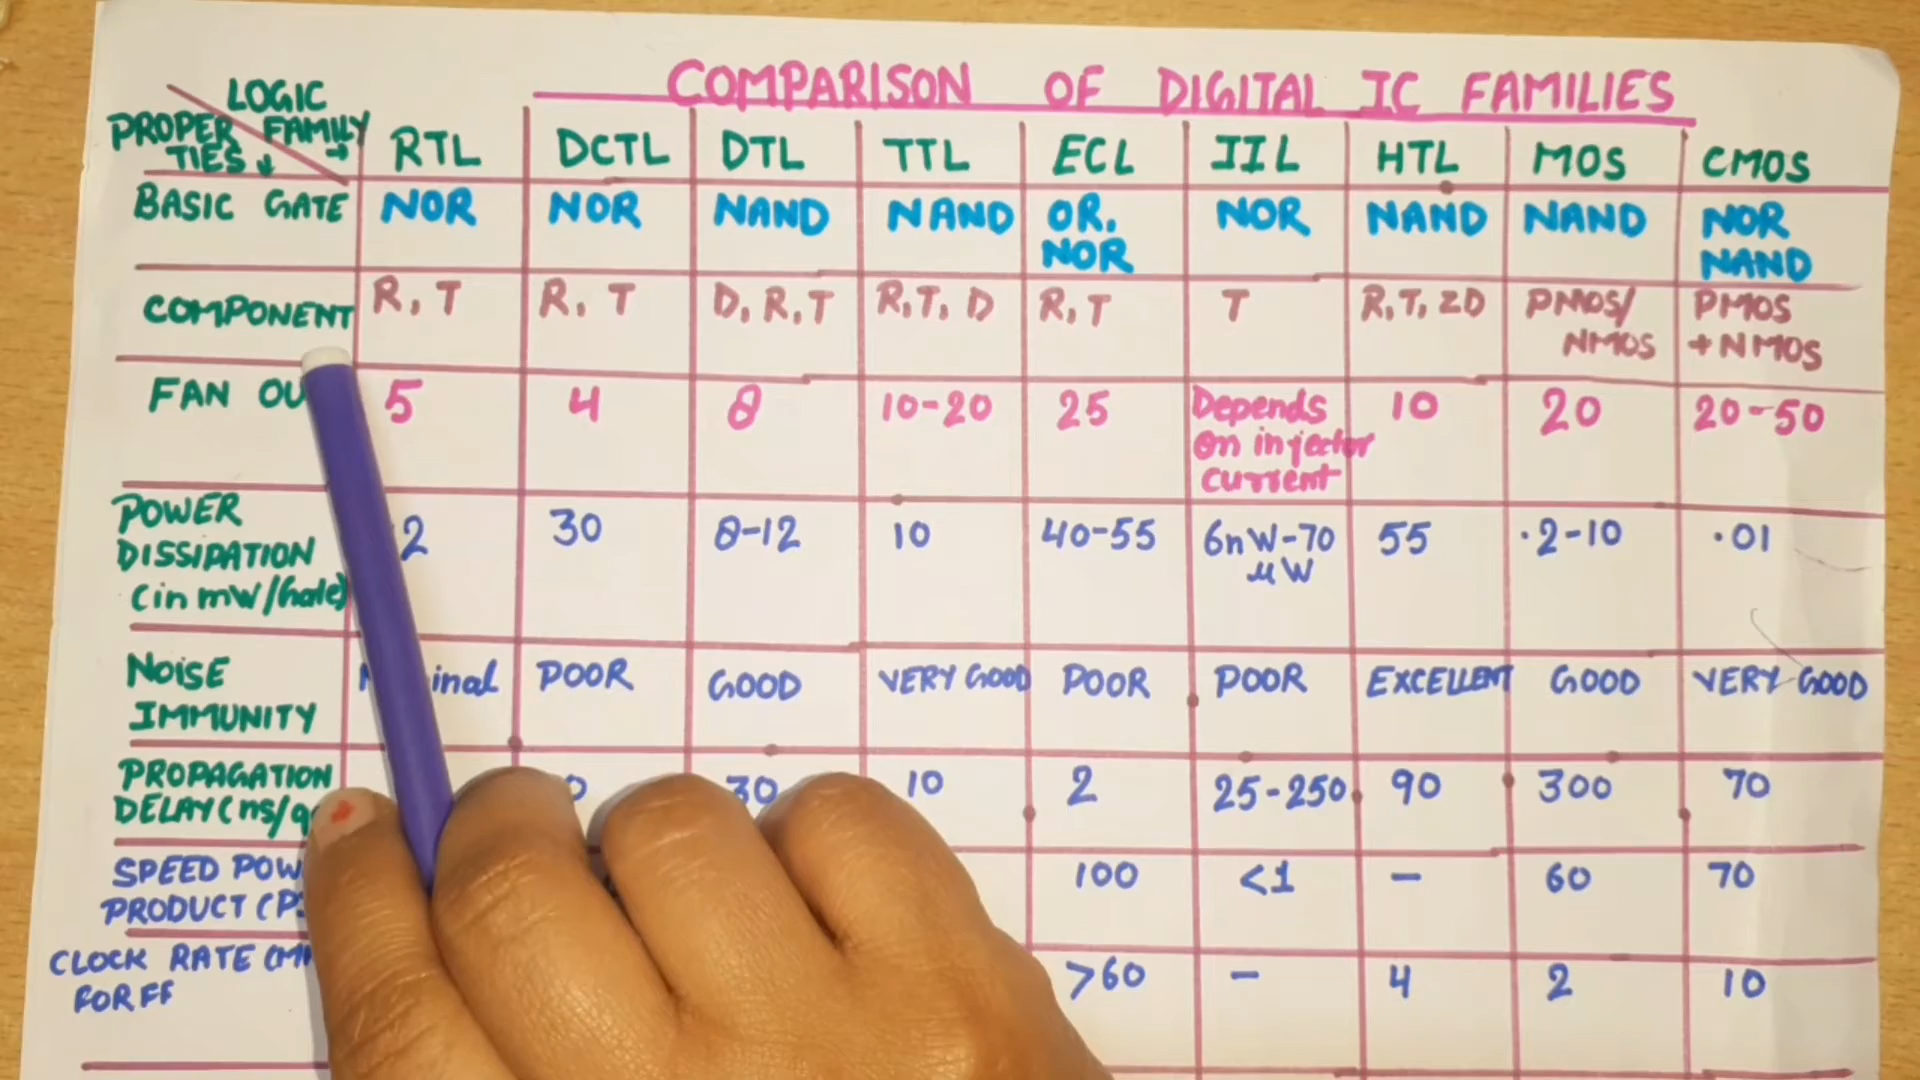 COMPARISON OF DIGITAL IC FAMILIES
LOGIC
FAMILY →
PROPER
TIES ↓
RTL DCTL DTL TTL ECL IIL HTL MOS CMOS
BASIC GATE NOR NOR NAND NAND OR. NOR NAND NAND NOR
NOR NAND
COMPONENT R, T R, T D, R, T R, T, D R, T T R, T, ZD PMOS/ PMOS
NMOS + NMOS
FAN 5 4 8 10-20 25 Depends 10 20 20-50
on injector
current
POWER
DISSIPATION 30 8-12 10 40-55 6nW-70 55 .2-10 .01
(in mW/Gate) μW
NOISE
IMMUNITY POOR GOOD VERY GOOD POOR POOR EXCELLENT GOOD VERY GOOD
PROPAGATION 30 10 2 25-250 90 300 70
DELAY (ns/
SPEED 100 <1 - 60 70
PRODUCT
CLOCK RATE >60 - 4 2 10
FOR FF